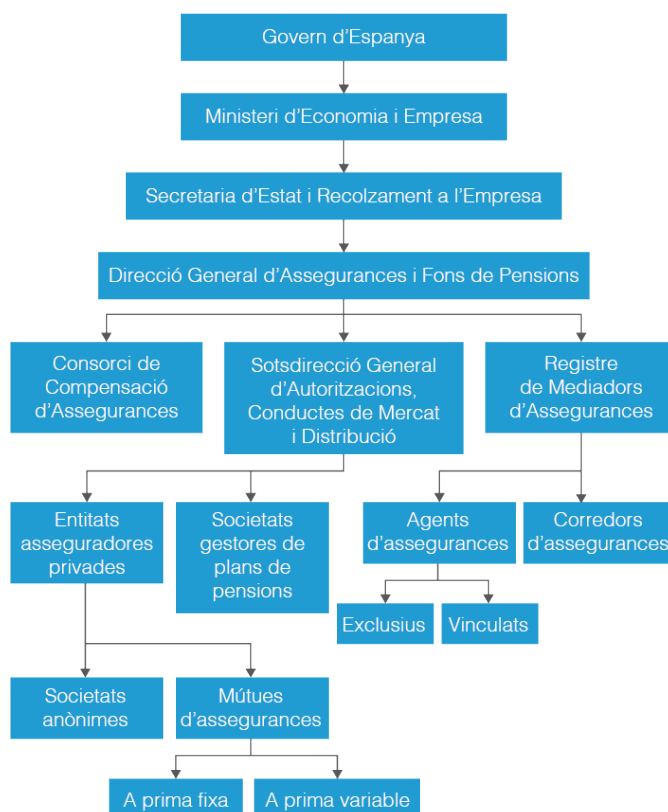 Govern d'Espanya
Ministeri d'Economia i Empresa
Secretaria d'Estat i Recolzament a l'Empresa
Direcció General d'Assegurances i Fons de Pensions
Consorci de
Compensació
d'Assegurances
Sotsdirecció General
d'Autoritzacions,
Conductes de Mercat
i Distribució
Registre
de Mediadors
d'Assegurances
Entitats
asseguradores
privades
Societats
gestores de
plans de
pensions
Agents
d'assegurances
Corredors
d'assegurances
Exclusius
Vinculats
Societats
anònimes
Mútues
d'assegurances
A prima fixa
A prima variable